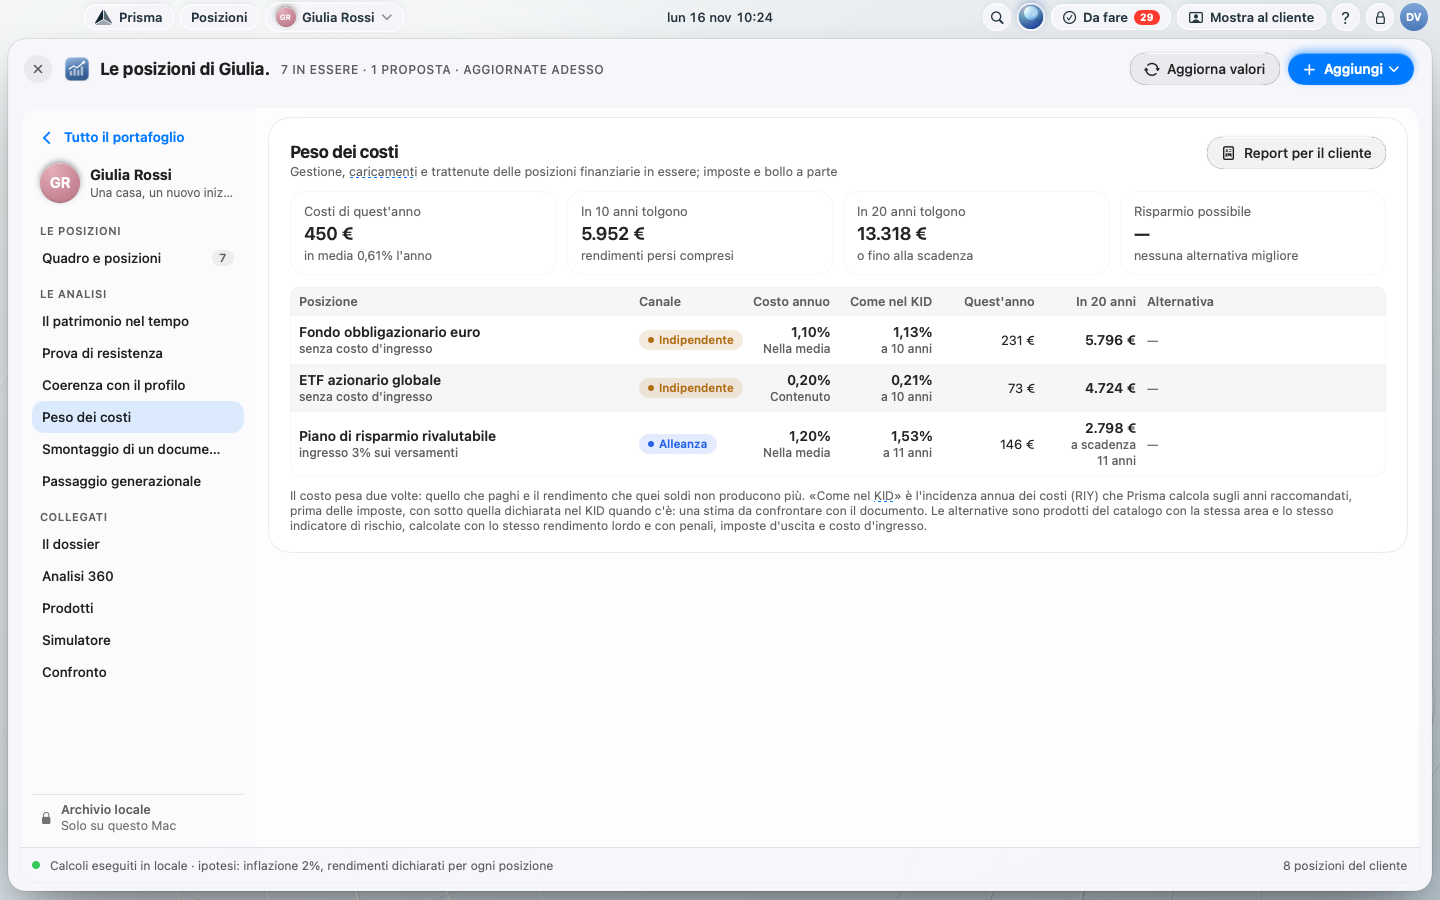 Prisma
Posizioni
GR Giulia Rossi
lun 16 nov 10:24
Da fare 29
Mostra al cliente
?
DV
Le posizioni di Giulia.
7 IN ESSERE · 1 PROPOSTA · AGGIORNATE ADESSO
Aggiorna valori
Aggiungi
Tutto il portafoglio
GR
Giulia Rossi
Una casa, un nuovo iniz...
LE POSIZIONI
Quadro e posizioni 7
LE ANALISI
Il patrimonio nel tempo
Prova di resistenza
Coerenza con il profilo
Peso dei costi
Smontaggio di un docume...
Passaggio generazionale
COLLEGATI
Il dossier
Analisi 360
Prodotti
Simulatore
Confronto
Archivio locale
Solo su questo Mac
Peso dei costi
Gestione, caricamenti e trattenute delle posizioni finanziarie in essere; imposte e bollo a parte
Report per il cliente
Costi di quest'anno
450 €
in media 0,61% l'anno
In 10 anni tolgono
5.952 €
rendimenti persi compresi
In 20 anni tolgono
13.318 €
o fino alla scadenza
Risparmio possibile
—
nessuna alternativa migliore
Posizione Canale Costo annuo Come nel KID Quest'anno In 20 anni Alternativa
Fondo obbligazionario euro
senza costo d'ingresso
Indipendente
1,10%
Nella media
1,13%
a 10 anni
231 €
5.796 €
—
ETF azionario globale
senza costo d'ingresso
Indipendente
0,20%
Contenuto
0,21%
a 10 anni
73 €
4.724 €
—
Piano di risparmio rivalutabile
ingresso 3% sui versamenti
Alleanza
1,20%
Nella media
1,53%
a 11 anni
146 €
2.798 €
a scadenza
11 anni
—
Il costo pesa due volte: quello che paghi e il rendimento che quei soldi non producono più. «Come nel KID» è l'incidenza annua dei costi (RIY) che Prisma calcola sugli anni raccomandati,
prima delle imposte, con sotto quella dichiarata nel KID quando c'è: una stima da confrontare con il documento. Le alternative sono prodotti del catalogo con la stessa area e lo stesso
indicatore di rischio, calcolate con lo stesso rendimento lordo e con penali, imposte d'uscita e costo d'ingresso.
Calcoli eseguiti in locale · ipotesi: inflazione 2%, rendimenti dichiarati per ogni posizione
8 posizioni del cliente